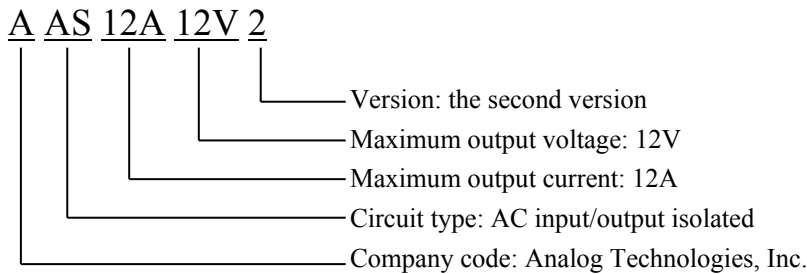 A AS 12A 12V 2
Version: the second version
Maximum output voltage: 12V
Maximum output current: 12A
Circuit type: AC input/output isolated
Company code: Analog Technologies, Inc.